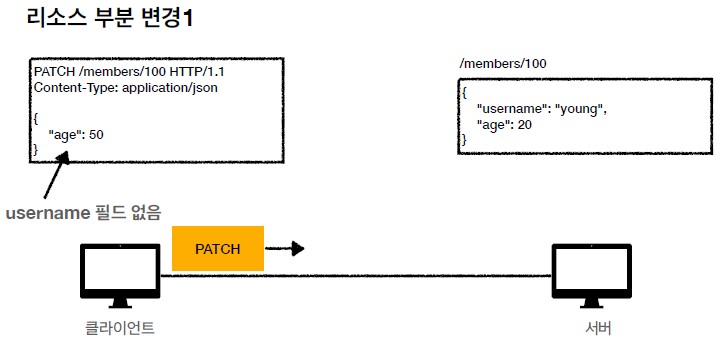 리소스 부분 변경1
PATCH /members/100 HTTP/1.1
Content-Type: application/json
{
"age": 50
}
username 필드 없음
/members/100
{
"username": "young",
"age": 20
}
PATCH
클라이언트
서버